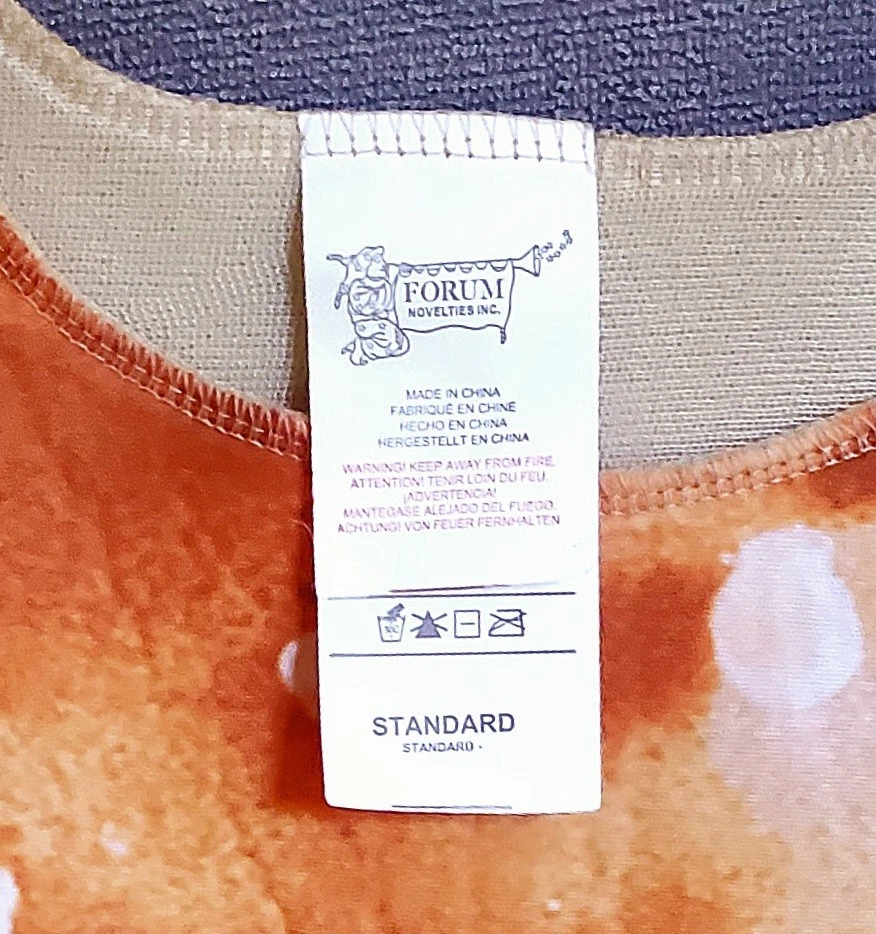 FORUM
NOVELTIES INC.
MADE IN CHINA
FABRIQUÉ EN CHINE
HECHO EN CHINA
HERGESTELLT EN CHINA
WARNING! KEEP AWAY FROM FIRE.
ATTENTION! TENIR LOIN DU FEU.
¡ADVERTENCIA!
MANTEGASE ALEJADO DEL FUEGO.
ACHTUNG! VON FEUER FERNHALTEN
STANDARD
STANDARD -